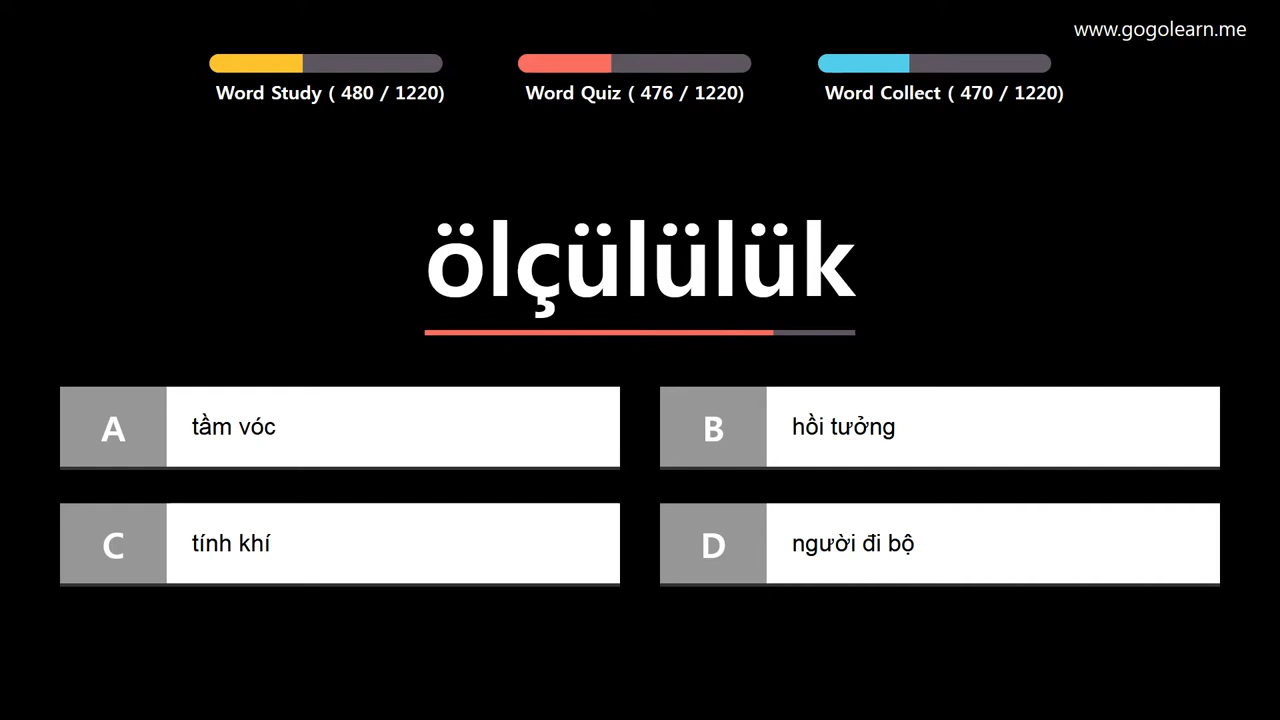 www.gogolearn.me
Word Study ( 480 / 1220)
Word Quiz ( 476 / 1220)
Word Collect ( 470 / 1220)
ölçülülük
A
tầm vóc
B
hồi tưởng
C
tính khí
D
người đi bộ